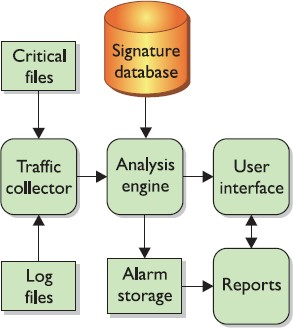 Critical
files
Signature
database
Traffic
collector
Analysis
engine
User
interface
Log
files
Alarm
storage
Reports